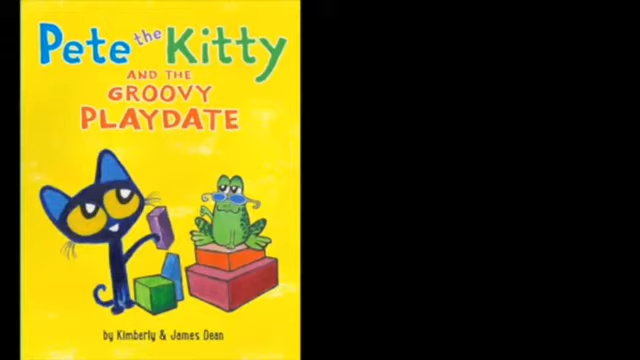 Pete the Kitty
AND THE
GROOVY
PLAYDATE
by Kimberly & James Dean